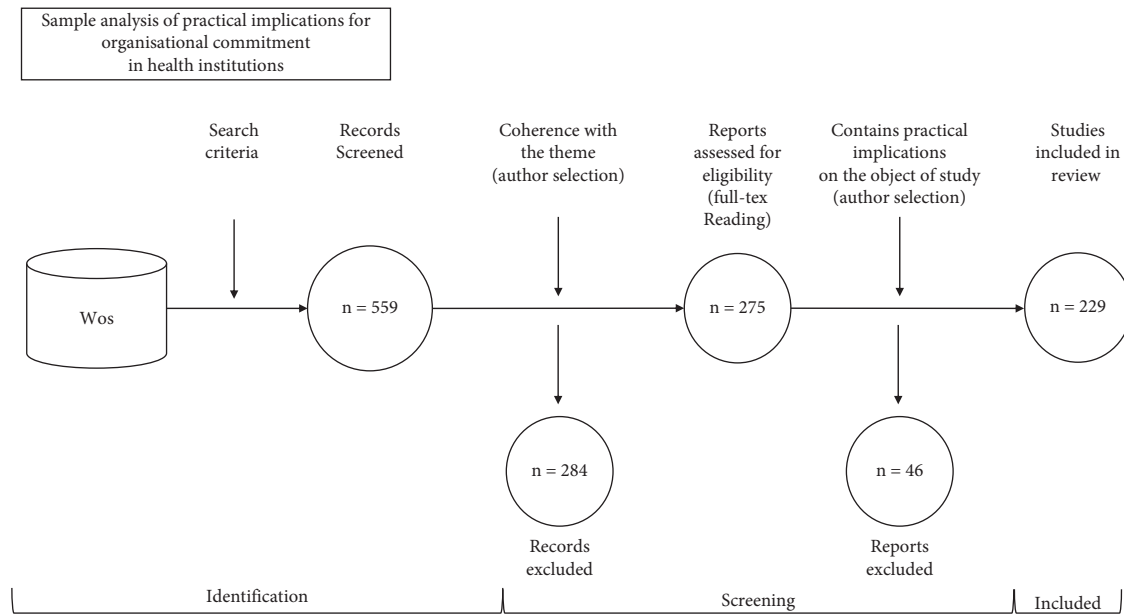 Sample analysis of practical implications for
organisational commitment
in health institutions
Search
criteria
Records
Screened
Coherence with
the theme
(author selection)
Reports
assessed for
eligibility
(full-tex
Reading)
Contains practical
implications
on the object of study
(author selection)
Studies
included in
review
Wos
n = 559
n = 275
n = 229
n = 284
n = 46
Records
excluded
Reports
excluded
Identification
Screening
Included